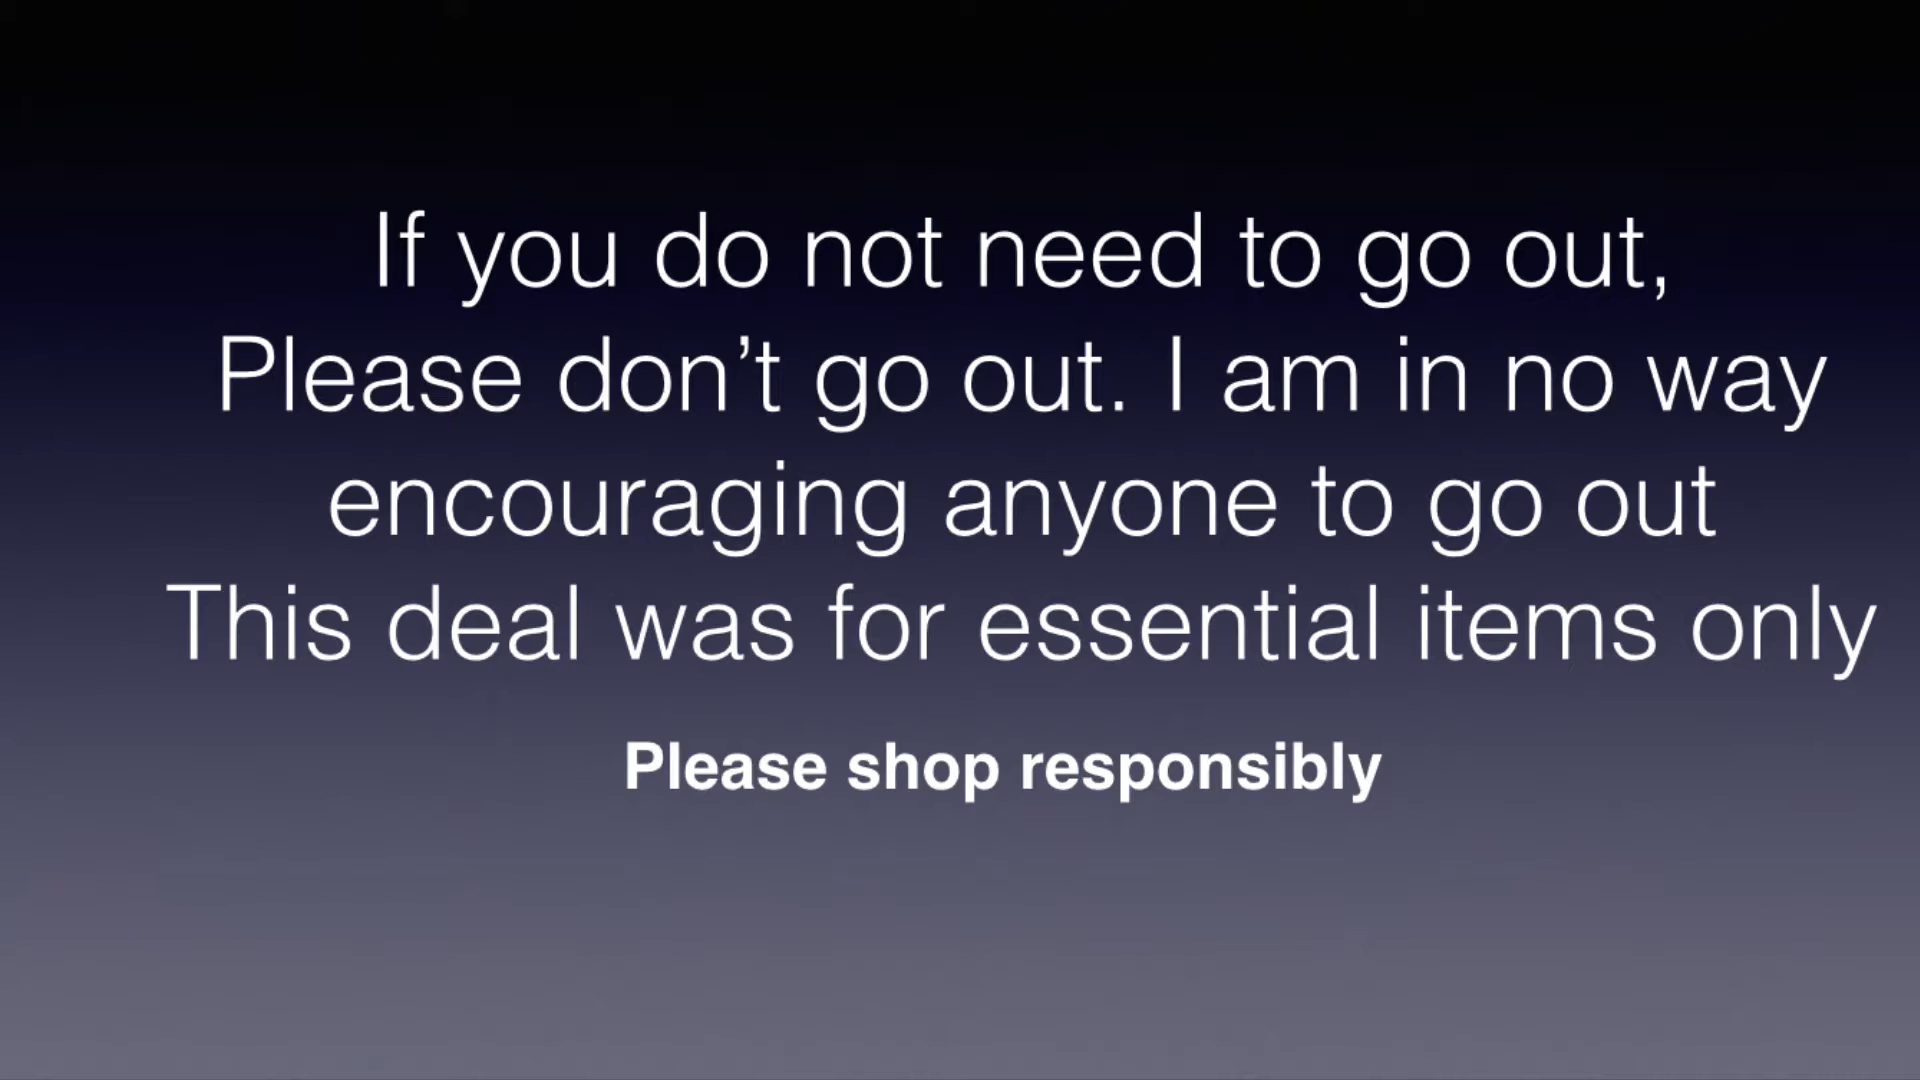 If you do not need to go out,
Please don’t go out. I am in no way
encouraging anyone to go out
This deal was for essential items only
Please shop responsibly